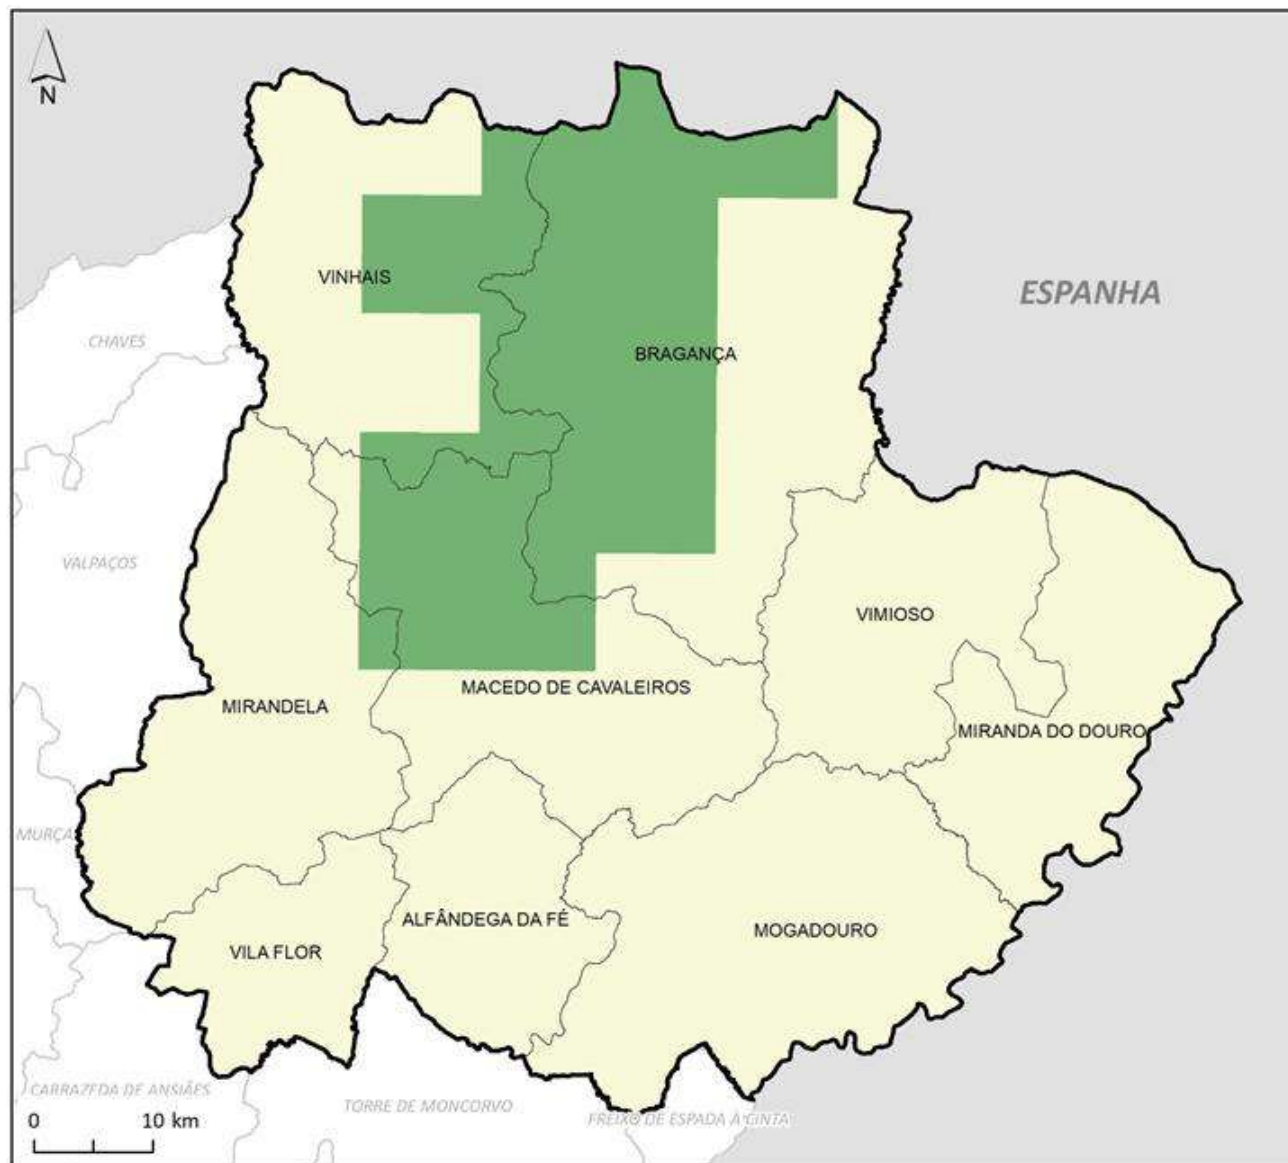 N
ESPANHA
VINHAIS
CHAVES
BRAGANÇA
VALPAÇOS
VIMIOSO
MACEDO DE CAVALEIROS
MIRANDELA
MIRANDA DO DOURO
MURÇA
ALFÂNDEGA DA FÉ
MOGADOURO
VILA FLOR
CARRAZEDA DE ANSIÃES
TORRE DE MONCORVO
FREIXO DE ESPADA À CINTA
0 10 km